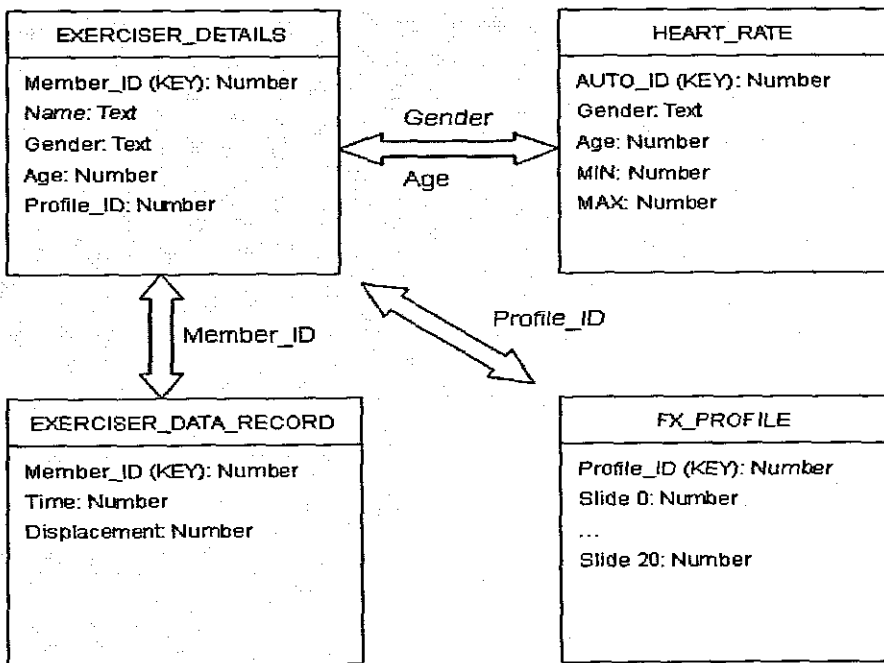 EXERCISER_DETAILS
Member_ID (KEY): Number
Name: Text
Gender: Text
Age: Number
Profile_ID: Number
Gender
Age
HEART_RATE
AUTO_ID (KEY): Number
Gender: Text
Age: Number
MIN: Number
MAX: Number
Member_ID
Profile_ID
EXERCISER_DATA_RECORD
Member_ID (KEY): Number
Time: Number
Displacement: Number
FX_PROFILE
Profile_ID (KEY): Number
Slide 0: Number
...
Slide 20: Number